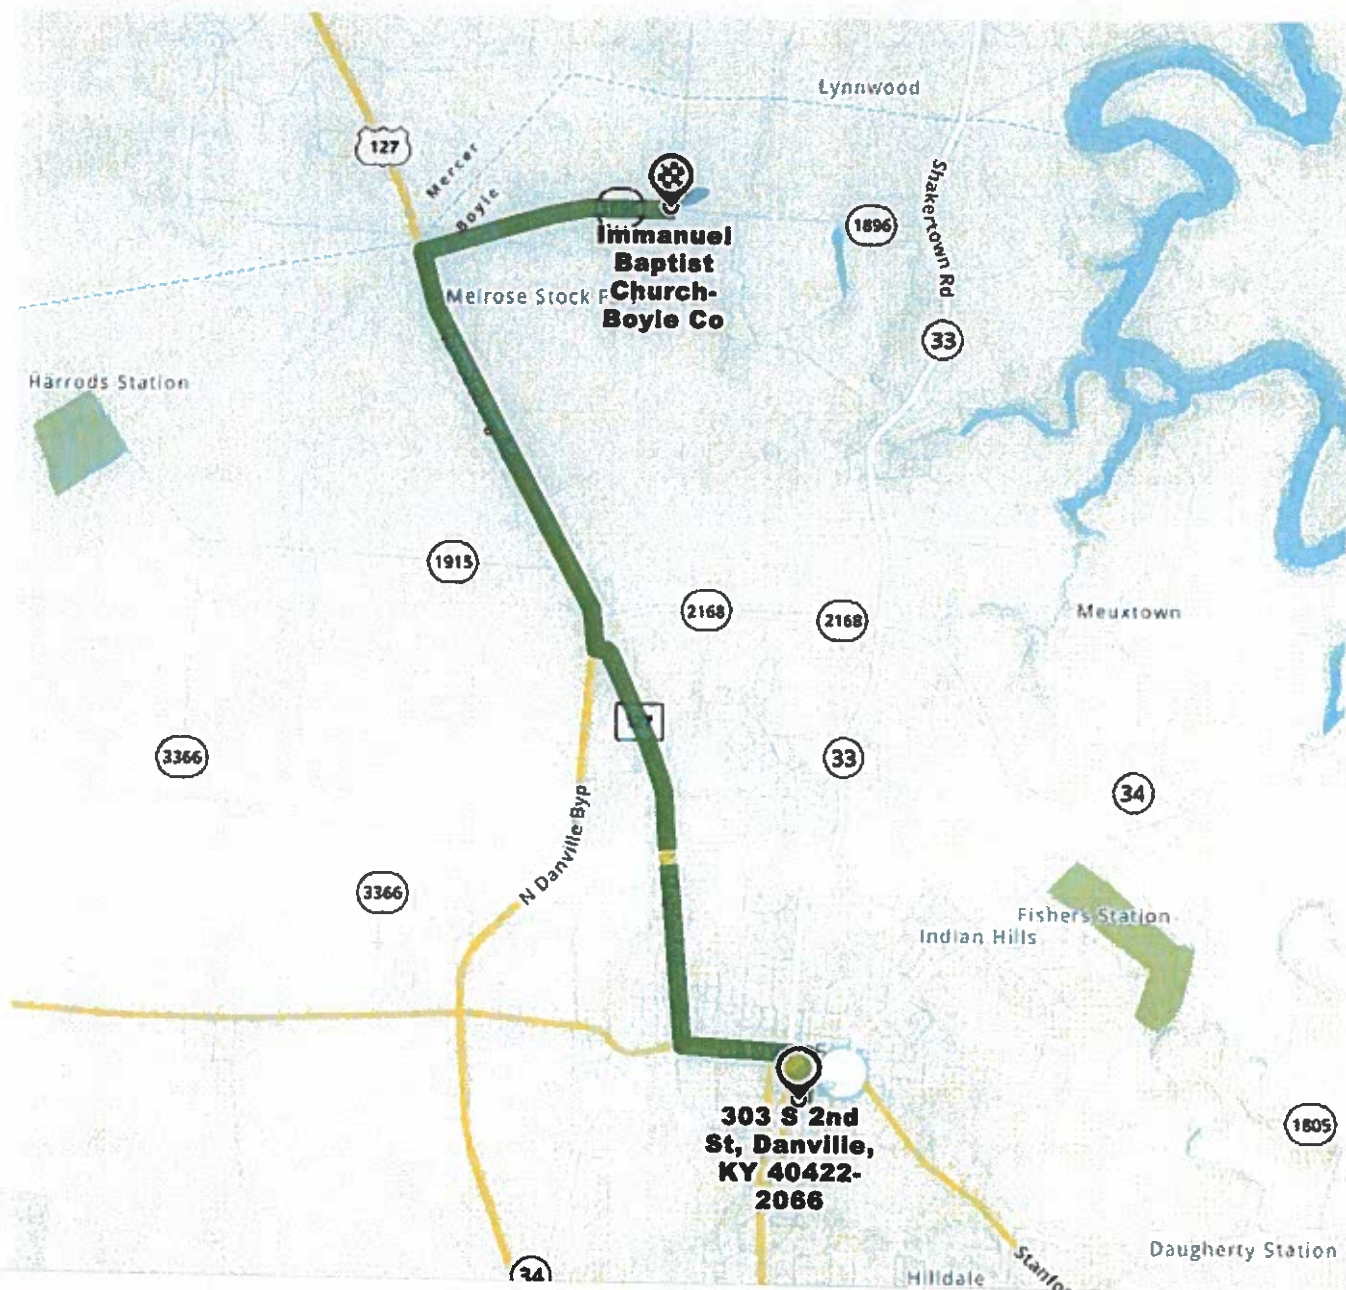 Lynnwood
127
Mercer
Boyle
Shakertown Rd
1896
Immanuel
Baptist
Church-
Boyle Co
Melrose Stock F
33
Harrods Station
1915
2168
2168
Meuxtown
3366
33
34
N Danville Byp
3366
Fishers Station
Indian Hills
303 S 2nd
St, Danville,
KY 40422-
2066
1805
Daugherty Station
34
Hilldale
Stanfo